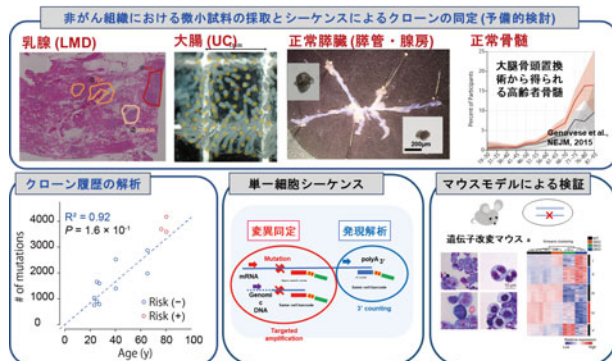 非がん組織における微小試料の採取とシーケンスによるクローンの同定(予備的検討)
乳腺 (LMD)
大腸 (UC)
正常膵臓 (膵管・腺房)
正常骨髄
200μm
大腿骨頭置換
術から得られ
る高齢者骨髄
Percent of Participants
Genovese et al.,
NEJM, 2015
クローン履歴の解析
R² = 0.92
P = 1.6 × 10⁻¹
# of mutations
4000
3000
2000
1000
0
Risk (−)
Risk (+)
0 20 40 60 80 100
Age (y)
単一細胞シーケンス
変異同定
発現解析
Mutation
mRNA
polyA 3'
Genomi
c
DNA
3' counting
Targeted
amplification
マウスモデルによる検証
遺伝子改変マウス
Low
High